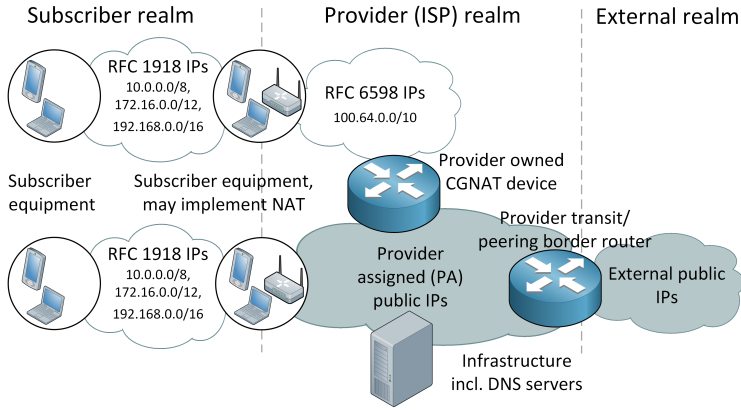 Subscriber realm
Provider (ISP) realm
External realm
RFC 1918 IPs
10.0.0.0/8,
172.16.0.0/12,
192.168.0.0/16
RFC 6598 IPs
100.64.0.0/10
Provider owned
CGNAT device
Subscriber
equipment
Subscriber equipment,
may implement NAT
Provider transit/
peering border router
RFC 1918 IPs
10.0.0.0/8,
172.16.0.0/12,
192.168.0.0/16
Provider
assigned (PA)
public IPs
External public
IPs
Infrastructure
incl. DNS servers